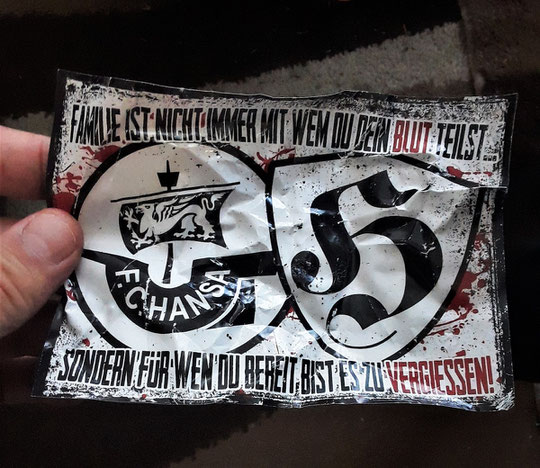 FAMILIE IST NICHT IMMER MIT WEM DU DEIN BLUT TEILST...
F.C. HANSA
H
SONDERN FÜR WEN DU BEREIT BIST ES ZU VERGIESSEN!